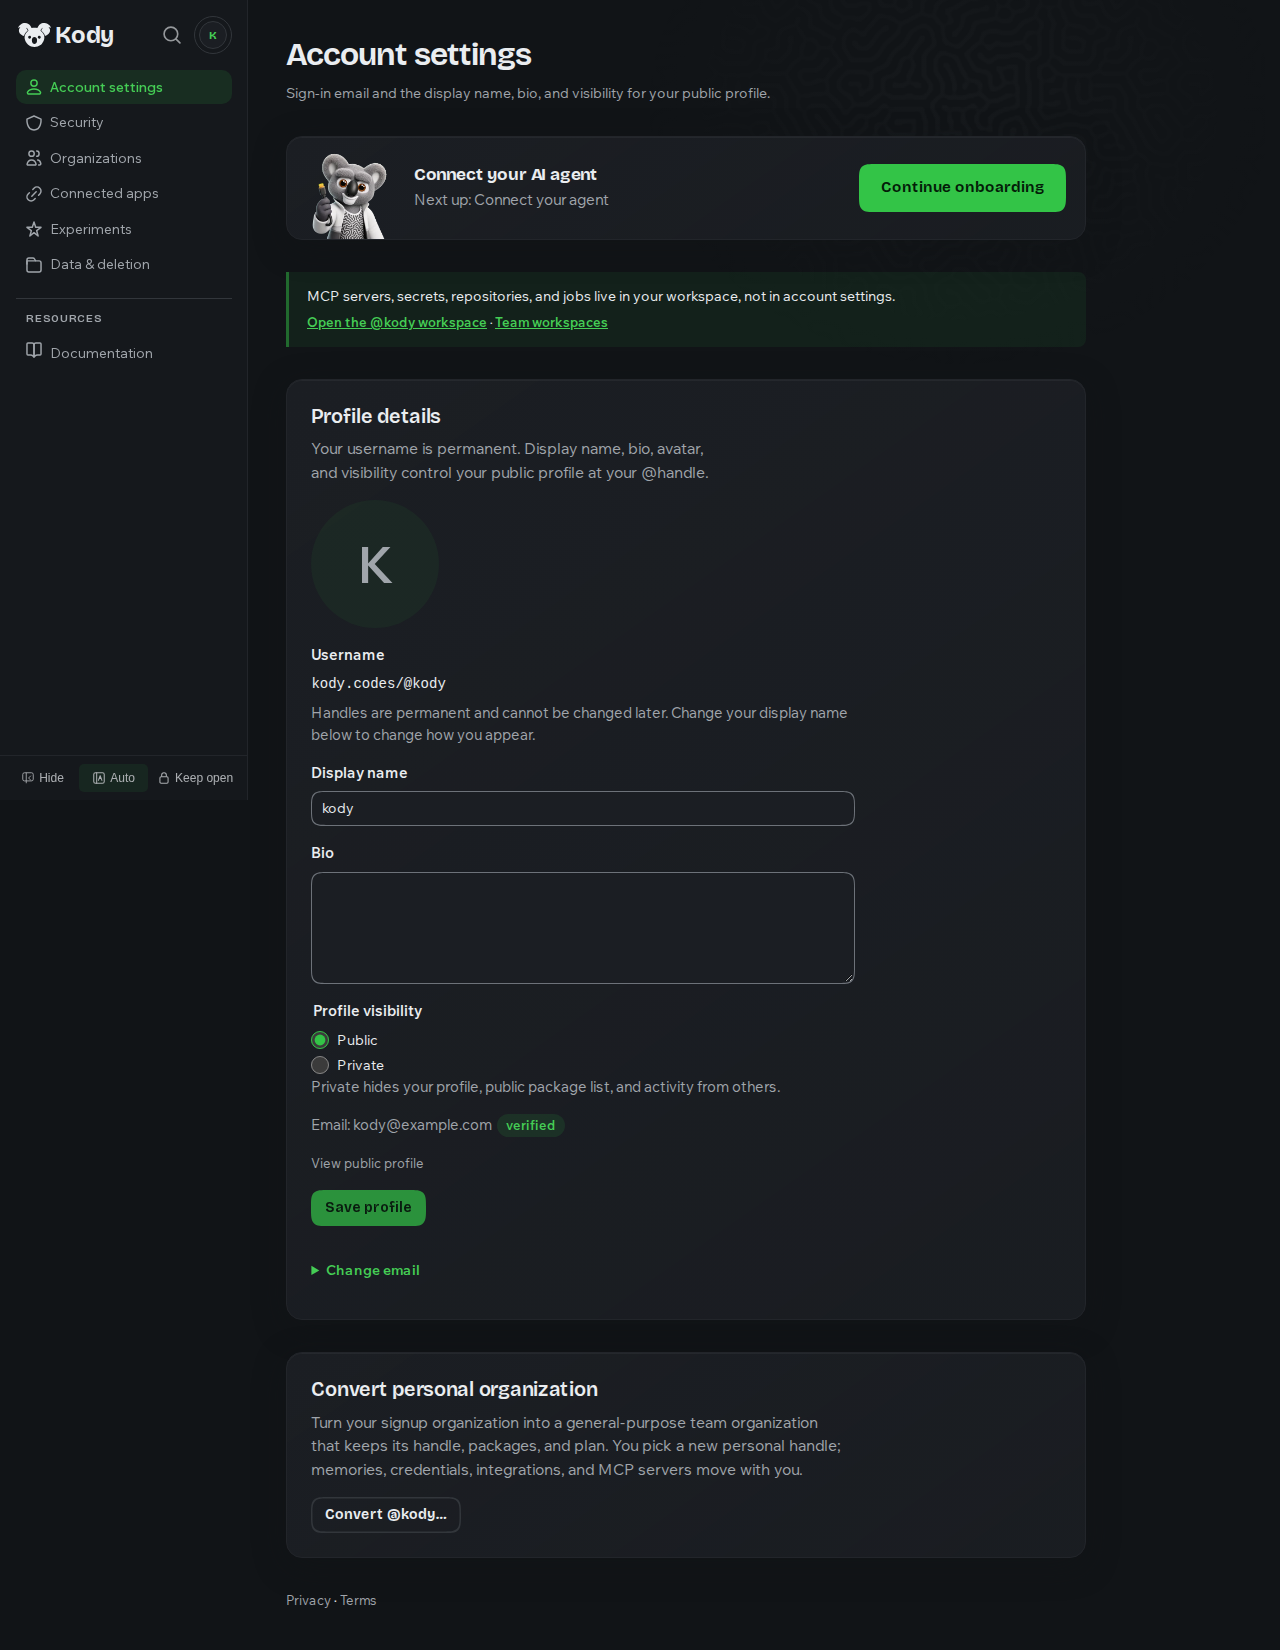 Kody
K
Account settings
Security
Organizations
Connected apps
Experiments
Data & deletion
RESOURCES
Documentation
Hide
Auto
Keep open
Account settings
Sign-in email and the display name, bio, and visibility for your public profile.
Connect your AI agent
Next up: Connect your agent
Continue onboarding
MCP servers, secrets, repositories, and jobs live in your workspace, not in account settings.
Open the @kody workspace · Team workspaces
Profile details
Your username is permanent. Display name, bio, avatar,
and visibility control your public profile at your @handle.
K
Username
kody.codes/@kody
Handles are permanent and cannot be changed later. Change your display name
below to change how you appear.
Display name
kody
Bio
Profile visibility
Public
Private
Private hides your profile, public package list, and activity from others.
Email: kody@example.com verified
View public profile
Save profile
Change email
Convert personal organization
Turn your signup organization into a general-purpose team organization
that keeps its handle, packages, and plan. You pick a new personal handle;
memories, credentials, integrations, and MCP servers move with you.
Convert @kody...
Privacy · Terms